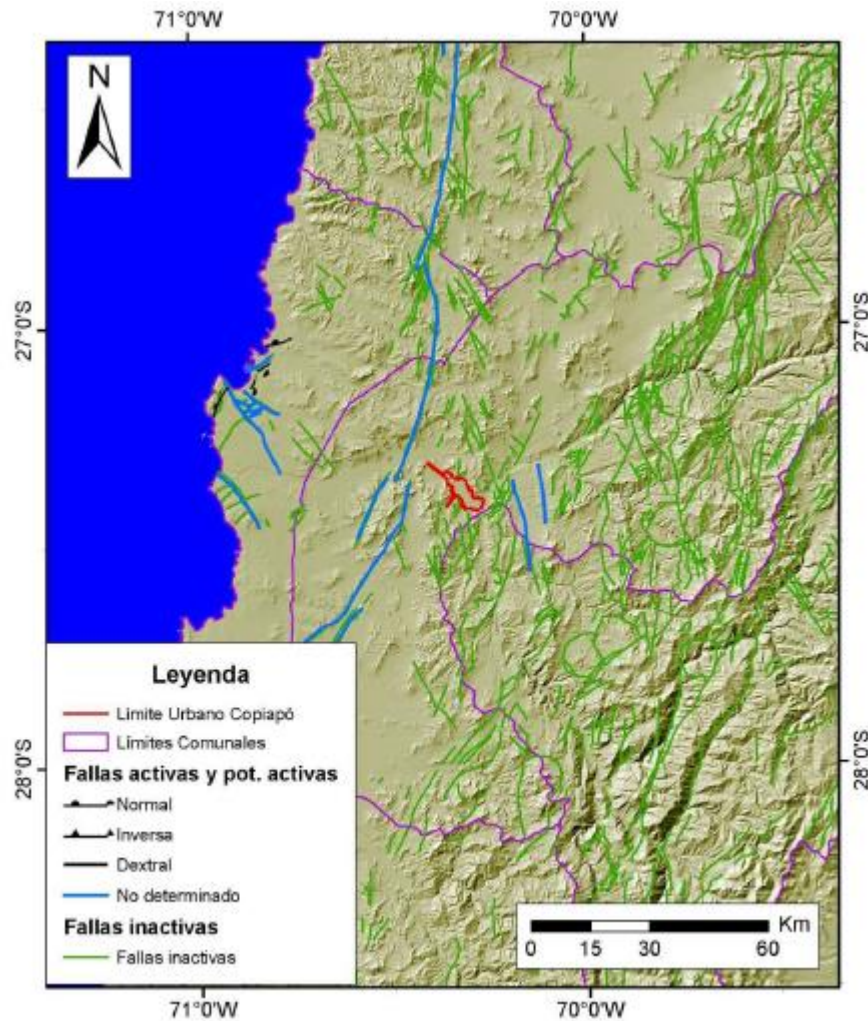 71°0'W 70°0'W
N
27°0'S 27°0'S
28°0'S 28°0'S
Leyenda
Limite Urbano Copiapó
Límites Comunales
Fallas activas y pot. activas
Normal
Inversa
Dextral
No determinado
Fallas inactivas
Fallas inactivas
Km
0 15 30 60
71°0'W 70°0'W